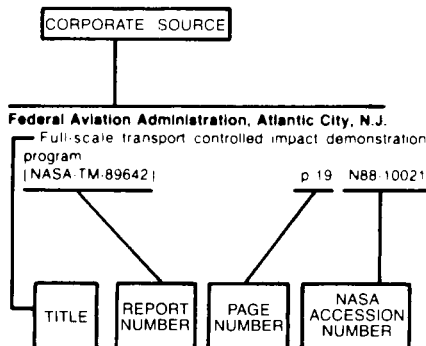 CORPORATE SOURCE
Federal Aviation Administration, Atlantic City, N.J.
Full-scale transport controlled impact demonstration
program
[NASA-TM-89642] p 19 N88-10021
TITLE
REPORT
NUMBER
PAGE
NUMBER
NASA
ACCESSION
NUMBER